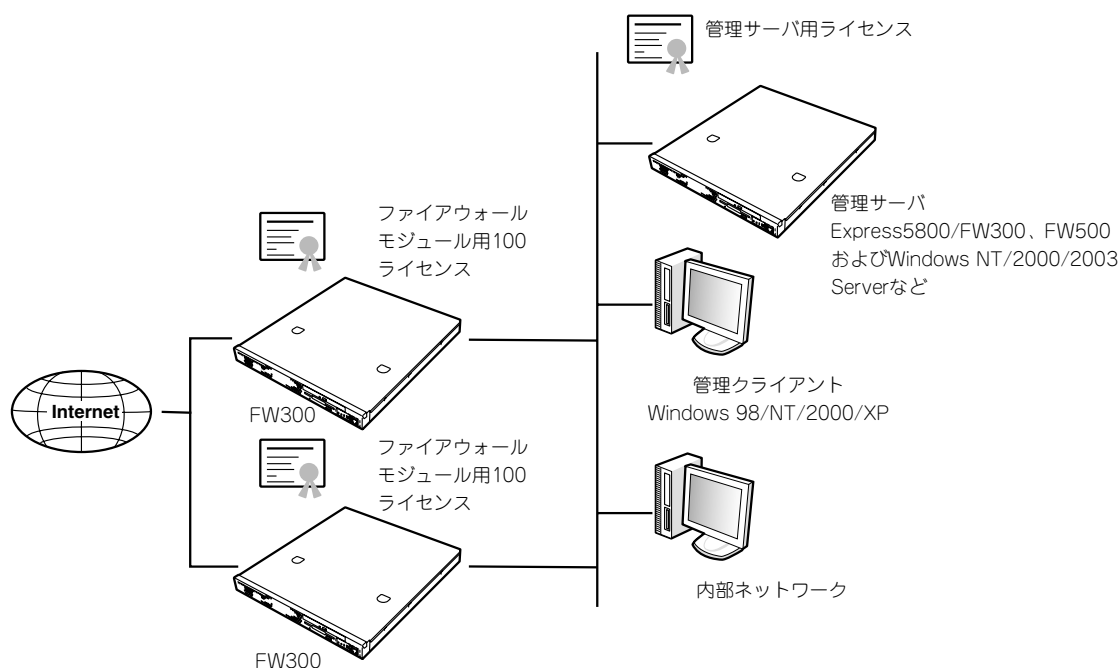 管理サーバ用ライセンス
管理サーバ
Express5800/FW300、FW500
およびWindows NT/2000/2003
Serverなど
ファイアウォール
モジュール用100
ライセンス
FW300
Internet
管理クライアント
Windows 98/NT/2000/XP
ファイアウォール
モジュール用100
ライセンス
FW300
内部ネットワーク